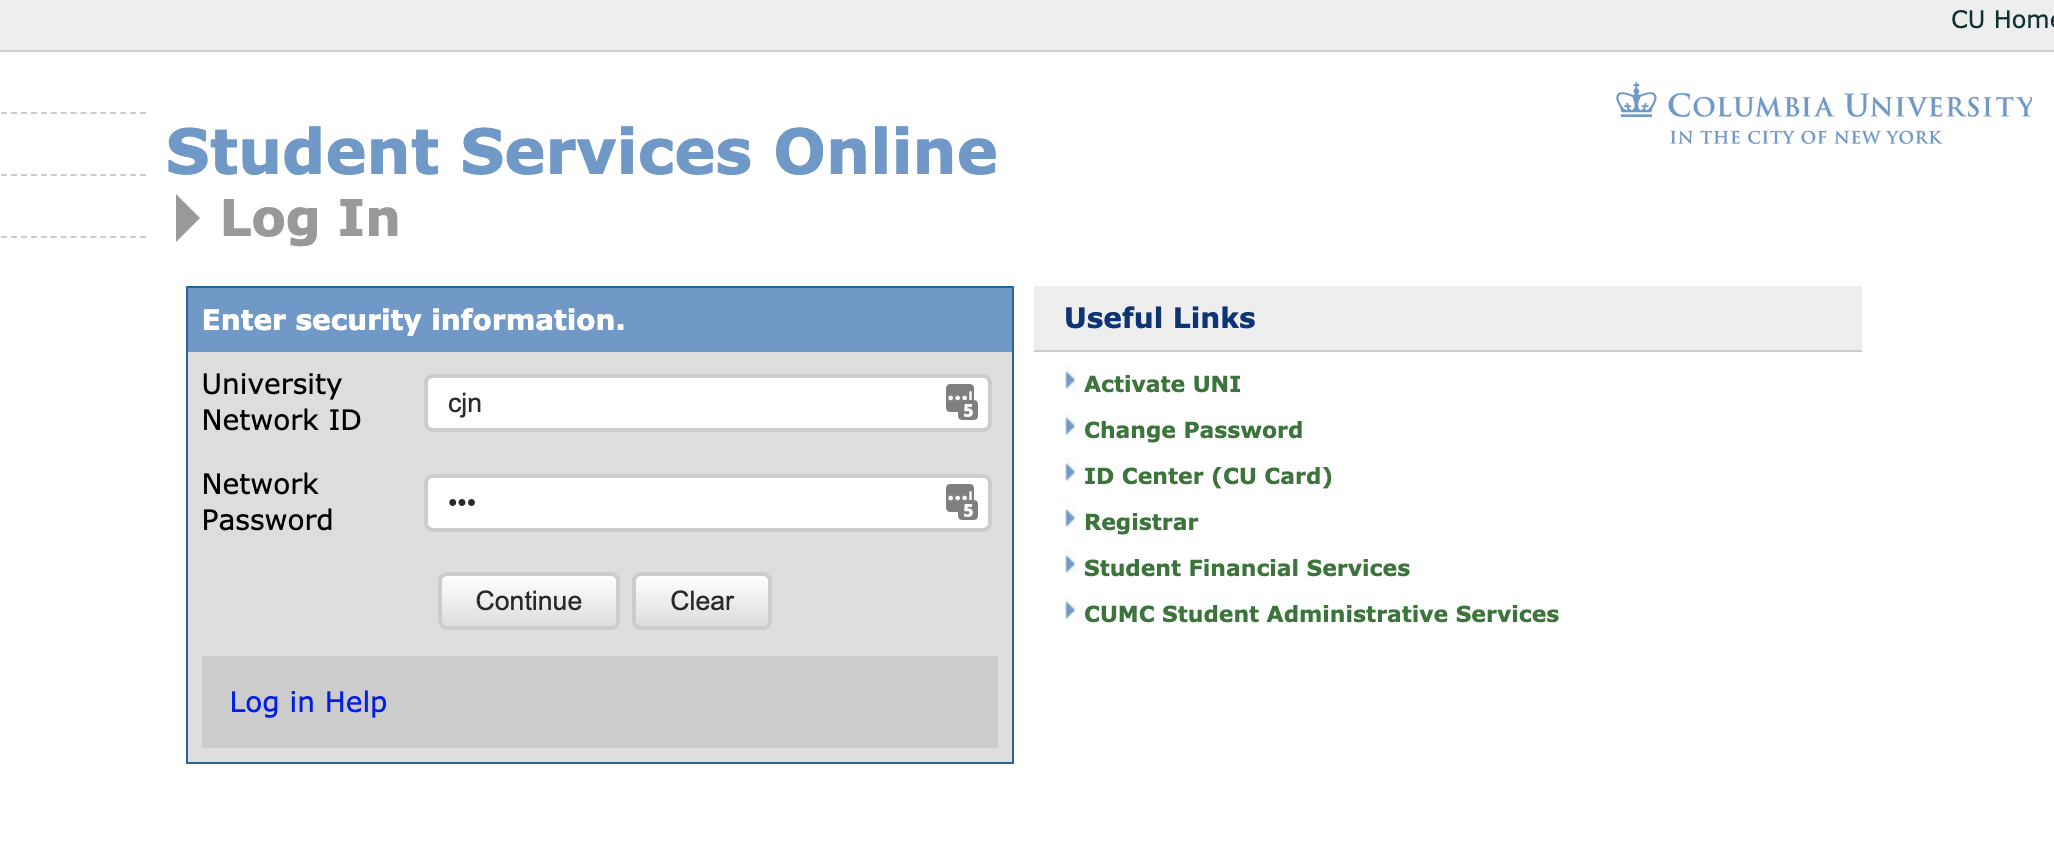 CU Home
Student Services Online
Log In
COLUMBIA UNIVERSITY
IN THE CITY OF NEW YORK
Enter security information.
University
Network ID
cjn
5
Network
Password
•••
5
Continue
Clear
Log in Help
Useful Links
Activate UNI
Change Password
ID Center (CU Card)
Registrar
Student Financial Services
CUMC Student Administrative Services